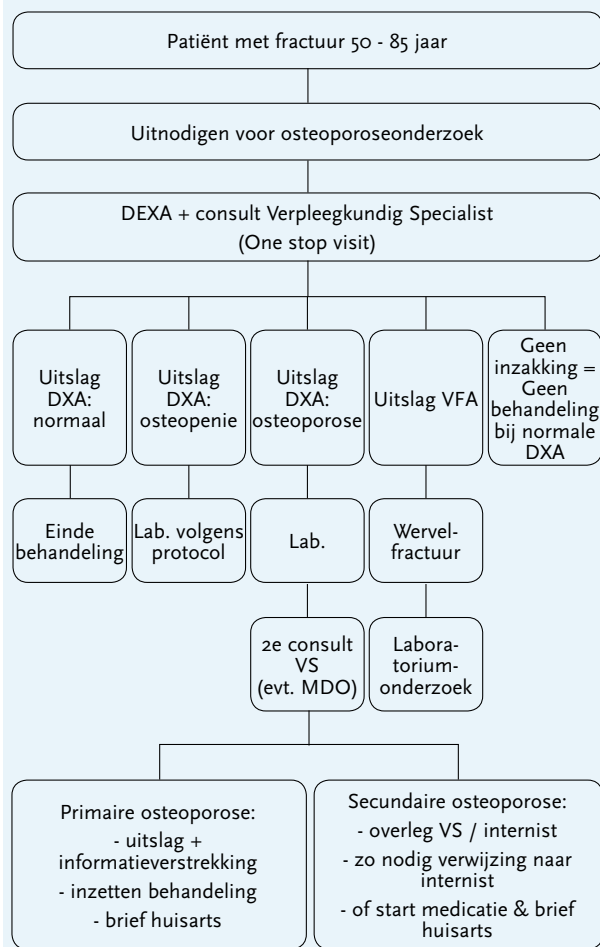 Patiënt met fractuur 50 - 85 jaar
Uitnodigen voor osteoporoseonderzoek
DEXA + consult Verpleegkundig Specialist
(One stop visit)
Uitslag
DXA:
normaal
Uitslag
DXA:
osteopenie
Uitslag
DXA:
osteoporose
Uitslag VFA
Geen
inzakking =
Geen
behandeling
bij normale
DXA
Einde
behandeling
Lab. volgens
protocol
Lab.
Wervel-
fractuur
2e consult
VS
(evt. MDO)
Labora-
torium-
onderzoek
Primaire osteoporose:
- uitslag +
informatieverstrekking
- inzetten behandeling
- brief huisarts
Secundaire osteoporose:
- overleg VS / internist
- zo nodig verwijzing naar
internist
- of start medicatie & brief
huisarts